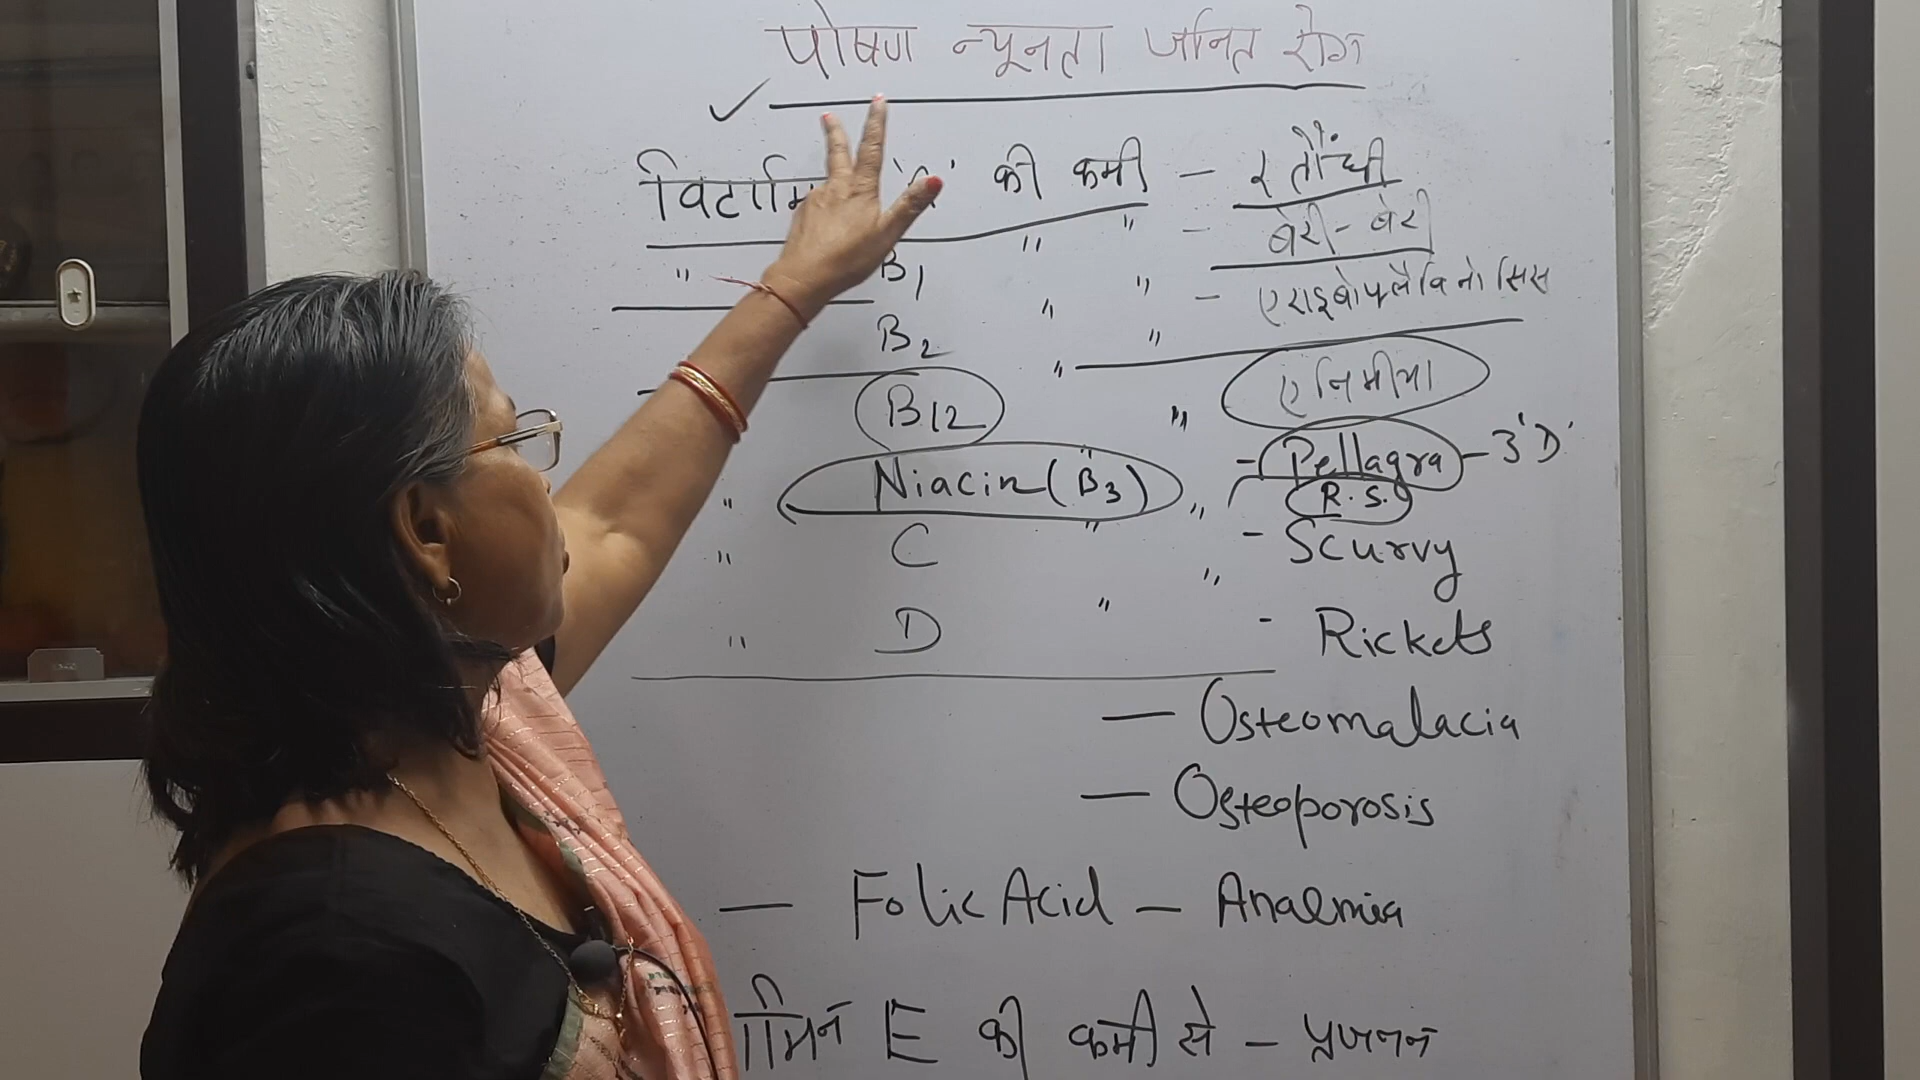 पोषण न्यूनता जनित रोग
विटामि 'A' की कमी - रतौंधी
" B1 " " - बेरी-बेरी
B2 " " - एराइबोफ्लैविनोसिस
B12 " " एनिमीया
" Niacin (B3) " " - Pellagra - 3'D'
R.S.
" C " " - Scurvy
" D " " - Rickets
— Osteomalacia
— Osteoporosis
— Folic Acid — Anaemia
ामिन E की कमी से - प्रजनन